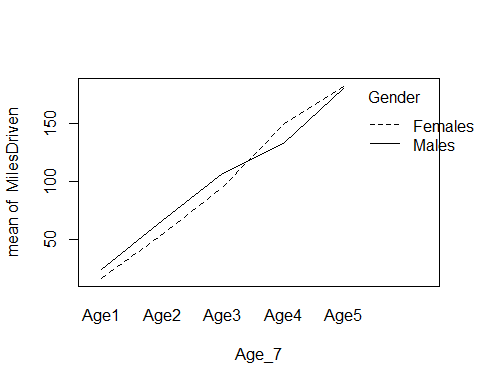 Gender
Females
Males
mean of MilesDriven
150
100
50
Age1 Age2 Age3 Age4 Age5
Age_7